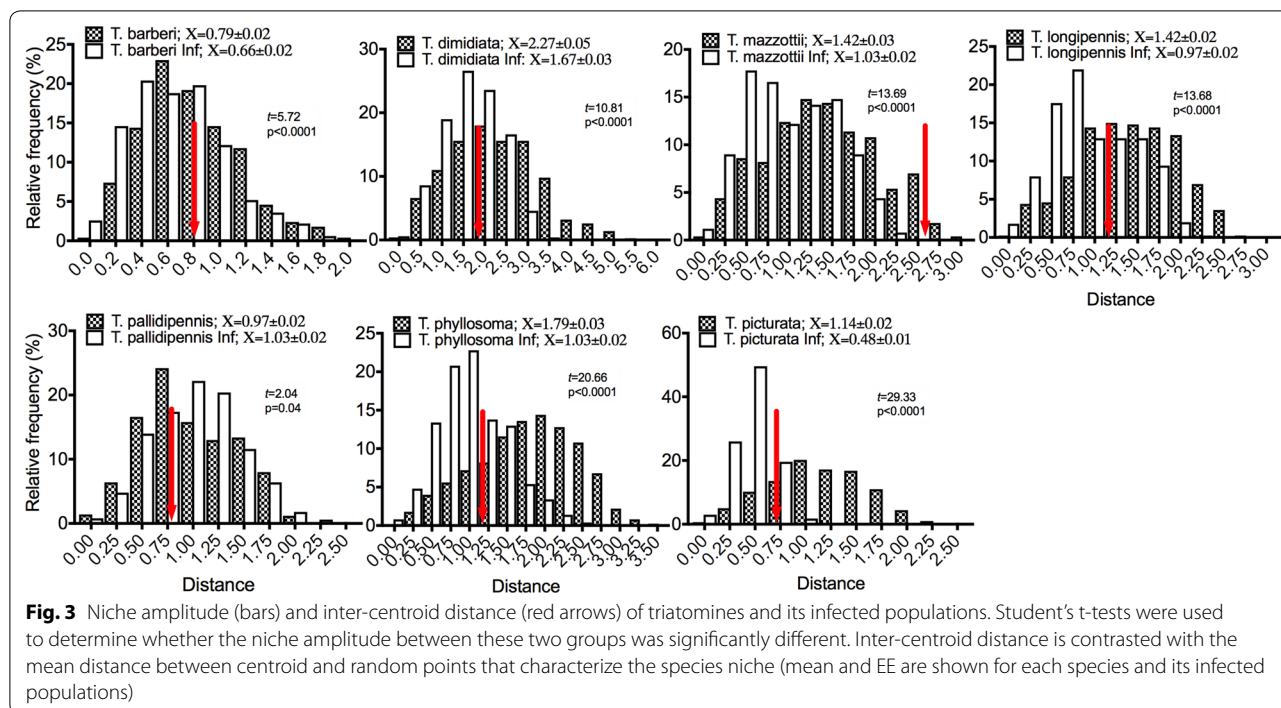 T. barberi; X=0.79±0.02
T. barberi Inf; X=0.66±0.02
t=5.72
p<0.0001
Relative frequency (%)
25
20
15
10
5
0
0.0 0.2 0.4 0.6 0.8 1.0 1.2 1.4 1.6 1.8 2.0
T. dimidiata; X=2.27±0.05
T. dimidiata Inf: X=1.67±0.03
t=10.81
p<0.0001
30
20
10
0
0.0 0.5 1.0 1.5 2.0 2.5 3.0 3.5 4.0 4.5 5.0 5.5 6.0
T. mazzottii; X=1.42±0.03
T. mazzottii Inf; X=1.03±0.02
t=13.69
p<0.0001
20
15
10
5
0
0.00 0.25 0.50 0.75 1.00 1.25 1.50 1.75 2.00 2.25 2.50 2.75 3.00
T. longipennis; X=1.42±0.02
T. longipennis Inf; X=0.97±0.02
t=13.68
p<0.0001
25
20
15
10
5
0
0.00 0.25 0.50 0.75 1.00 1.25 1.50 1.75 2.00 2.25 2.50 2.75 3.00
Distance
T. pallidipennis; X=0.97±0.02
T. pallidipennis Inf; X=1.03±0.02
t=2.04
p=0.04
Relative frequency (%)
30
20
10
0
0.00 0.25 0.50 0.75 1.00 1.25 1.50 1.75 2.00 2.25 2.50
Distance
T. phyllosoma; X=1.79±0.03
T. phyllosoma Inf; X=1.03±0.02
t=20.66
p<0.0001
25
20
15
10
5
0
0.00 0.25 0.50 0.75 1.00 1.25 1.50 1.75 2.00 2.25 2.50 2.75 3.00 3.25 3.50
Distance
T. picturata; X=1.14±0.02
T. picturata Inf; X=0.48±0.01
t=29.33
p<0.0001
60
40
20
0
0.00 0.25 0.50 0.75 1.00 1.25 1.50 1.75 2.00 2.25 2.50
Distance
Fig. 3 Niche amplitude (bars) and inter-centroid distance (red arrows) of triatomines and its infected populations. Student's t-tests were used
to determine whether the niche amplitude between these two groups was significantly different. Inter-centroid distance is contrasted with the
mean distance between centroid and random points that characterize the species niche (mean and EE are shown for each species and its infected
populations)